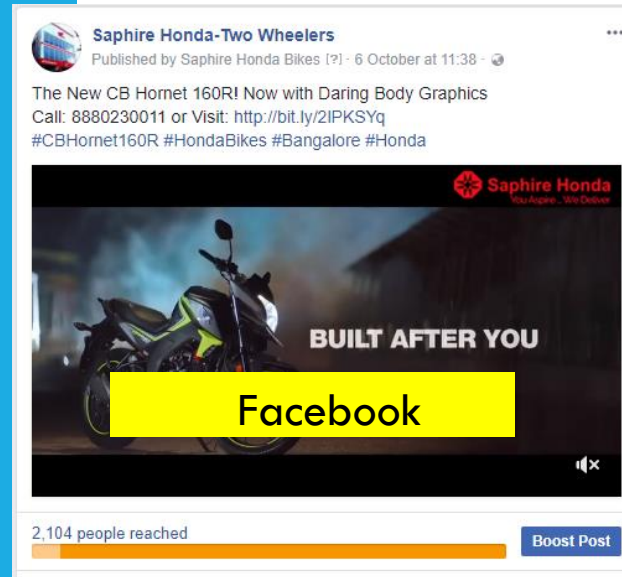 Saphire Honda-Two Wheelers
Published by Saphire Honda Bikes [?] · 6 October at 11:38 ·
The New CB Hornet 160R! Now with Daring Body Graphics
Call: 8880230011 or Visit: http://bit.ly/2IPKSYq
#CBHornet160R #HondaBikes #Bangalore #Honda
Saphire Honda
You Aspire... We Deliver
BUILT AFTER YOU
Facebook
2,104 people reached
Boost Post